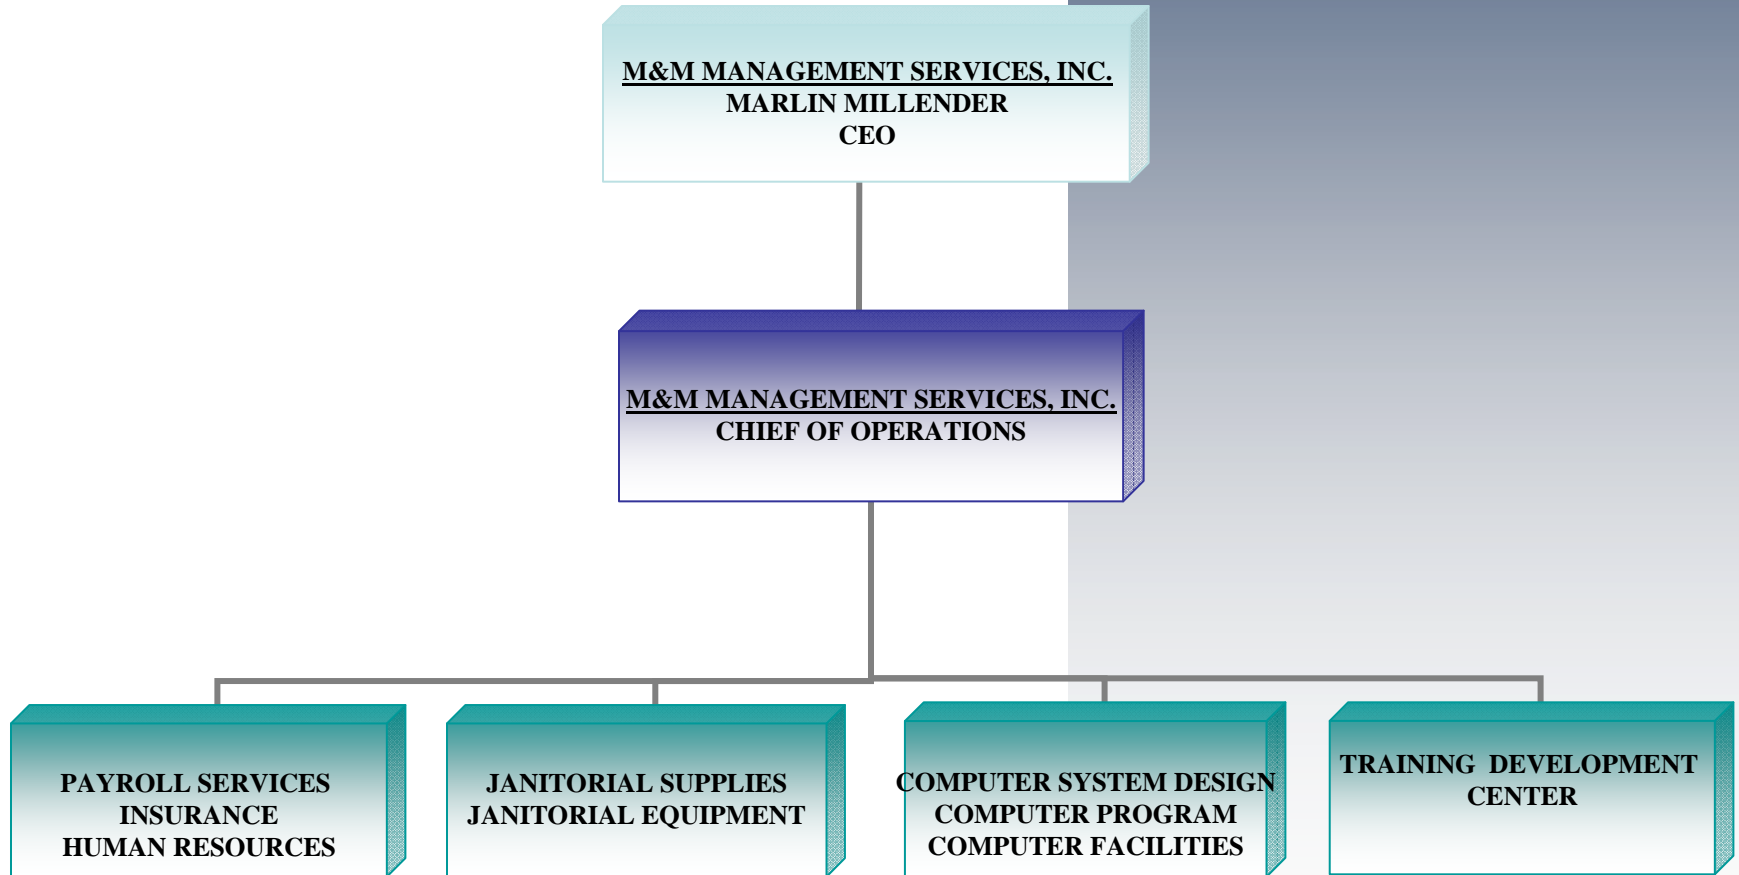 M&M MANAGEMENT SERVICES, INC.
MARLIN MILLENDER
CEO
M&M MANAGEMENT SERVICES, INC.
CHIEF OF OPERATIONS
PAYROLL SERVICES
INSURANCE
HUMAN RESOURCES
JANITORIAL SUPPLIES
JANITORIAL EQUIPMENT
COMPUTER SYSTEM DESIGN
COMPUTER PROGRAM
COMPUTER FACILITIES
TRAINING  DEVELOPMENT
CENTER